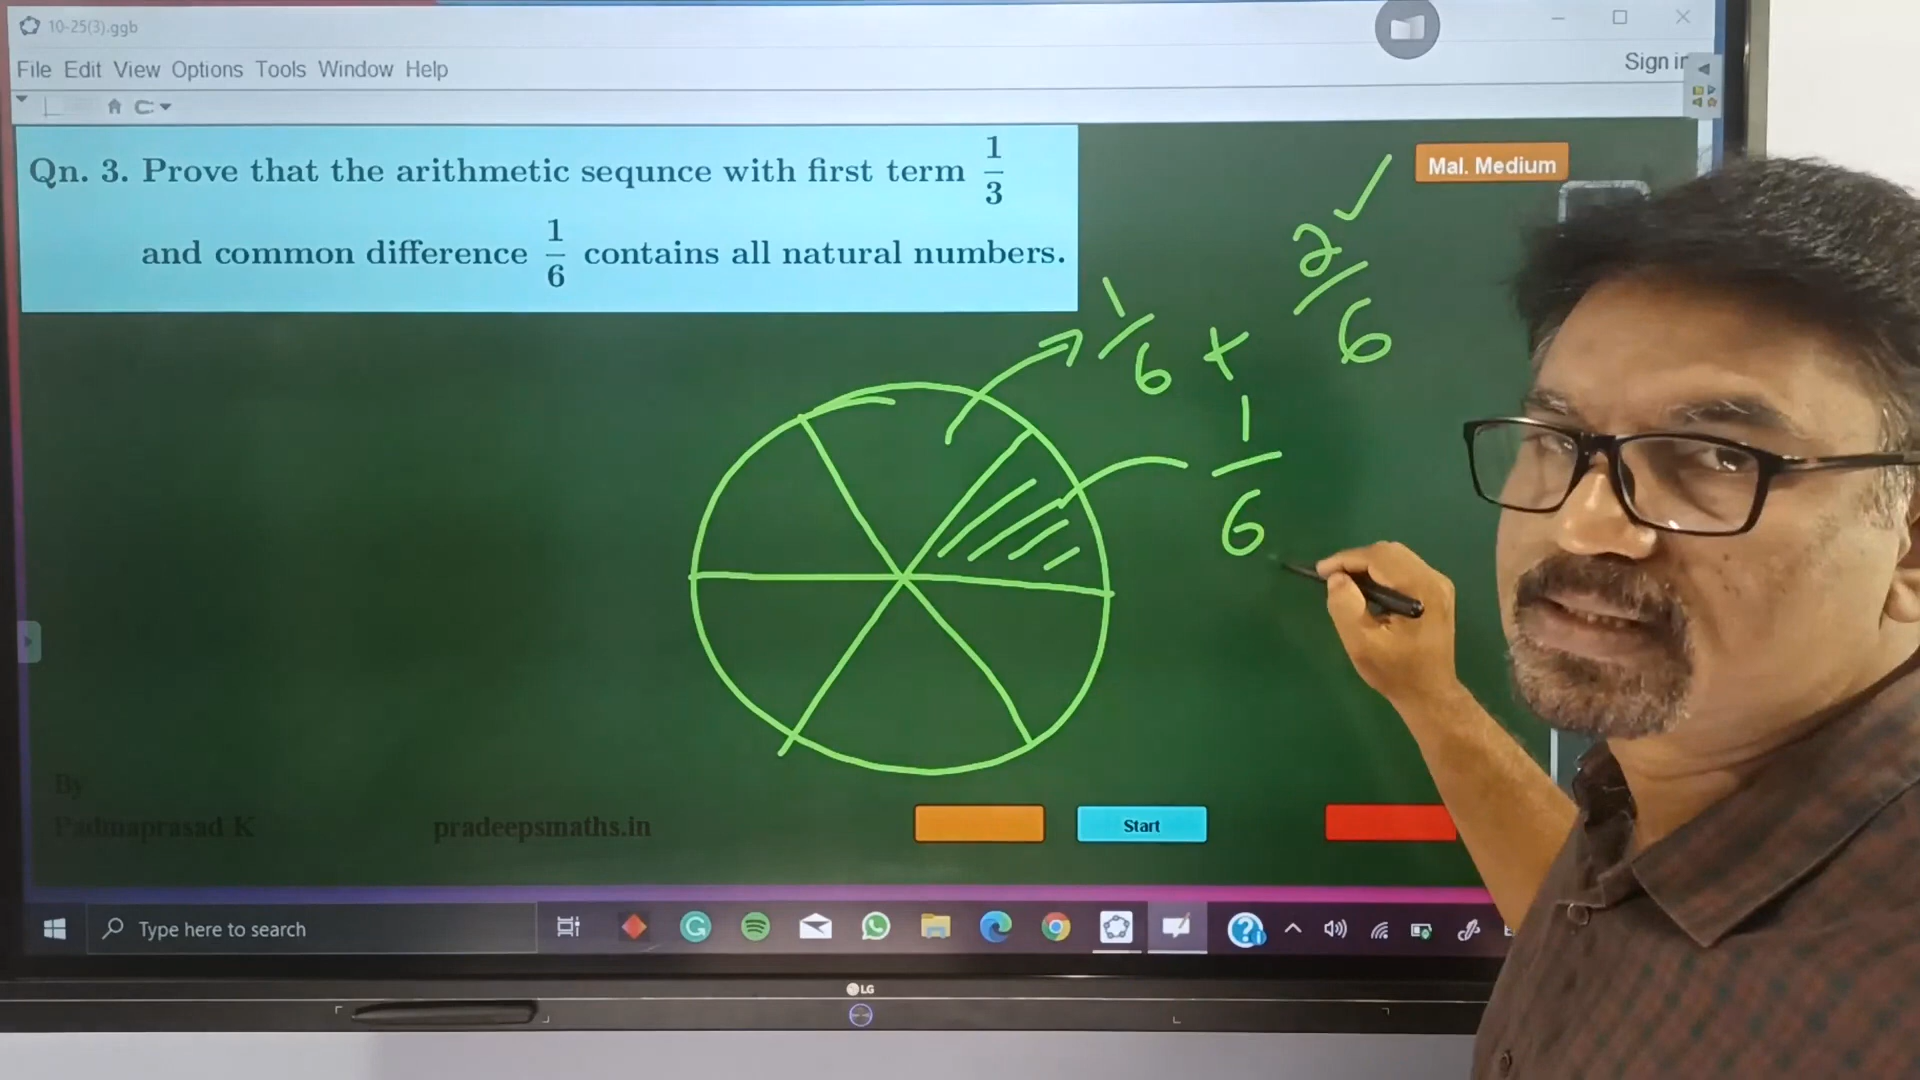 10-25(3).ggb
File Edit View Options Tools Window Help
Sign in
Qn. 3. Prove that the arithmetic sequnce with first term 1/3
and common difference 1/6 contains all natural numbers.
Mal. Medium
2/6
1/6 +
1/6
By
Padmaprasad K
pradeepsmaths.in
Start
Type here to search
LG